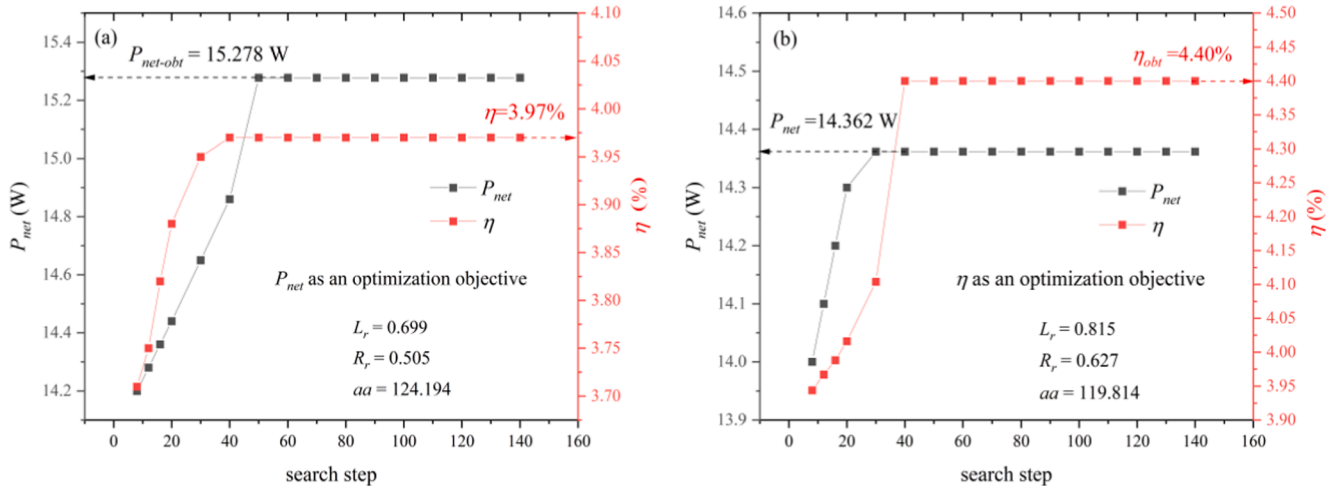 (a)
P_net-obt = 15.278 W
η=3.97%
P_net
η
P_net as an optimization objective
L_r = 0.699
R_r = 0.505
aa = 124.194
P_net (W)
15.4
15.2
15.0
14.8
14.6
14.4
14.2
η (%)
4.10
4.05
4.00
3.95
3.90
3.85
3.80
3.75
3.70
0 20 40 60 80 100 120 140 160
search step
(b)
η_obt =4.40%
P_net =14.362 W
P_net
η
η as an optimization objective
L_r = 0.815
R_r = 0.627
aa = 119.814
P_net (W)
14.6
14.5
14.4
14.3
14.2
14.1
14.0
13.9
η (%)
4.50
4.45
4.40
4.35
4.30
4.25
4.20
4.15
4.10
4.05
4.00
3.95
3.90
0 20 40 60 80 100 120 140 160
search step